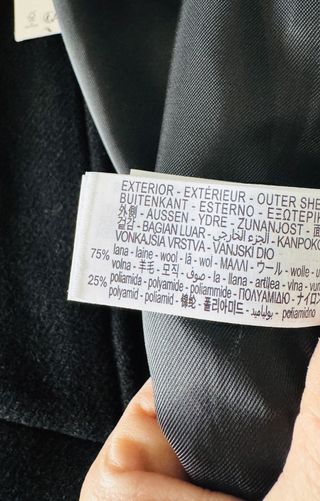 EXTERIOR - EXTÉRIEUR - OUTER SHE
BUITENKANT - ESTERNO - ΕΞΩΤΕΡΙΚ
外側 - AUSSEN - YDRE - ZUNANJOST -
겉감 - BAGIAN LUAR - الجزء الخارجي - KANPOKO
VONKAJŠIA VRSTVA - VANJSKI DIO
75% lana - laine - wool - lã - wol - ΜΑΛΛΙ - ウール - wolle - u
volna - 羊毛 - 모직 - صوف - la - llana - artilea - vlna - vun
25% poliamida - polyamide - poliammide - ΠΟΛΥΑΜΙΔΙΟ - ナイロン
polyamid - poliamid - 锦纶 - 폴리아미드 - بولياميد - poliamidno